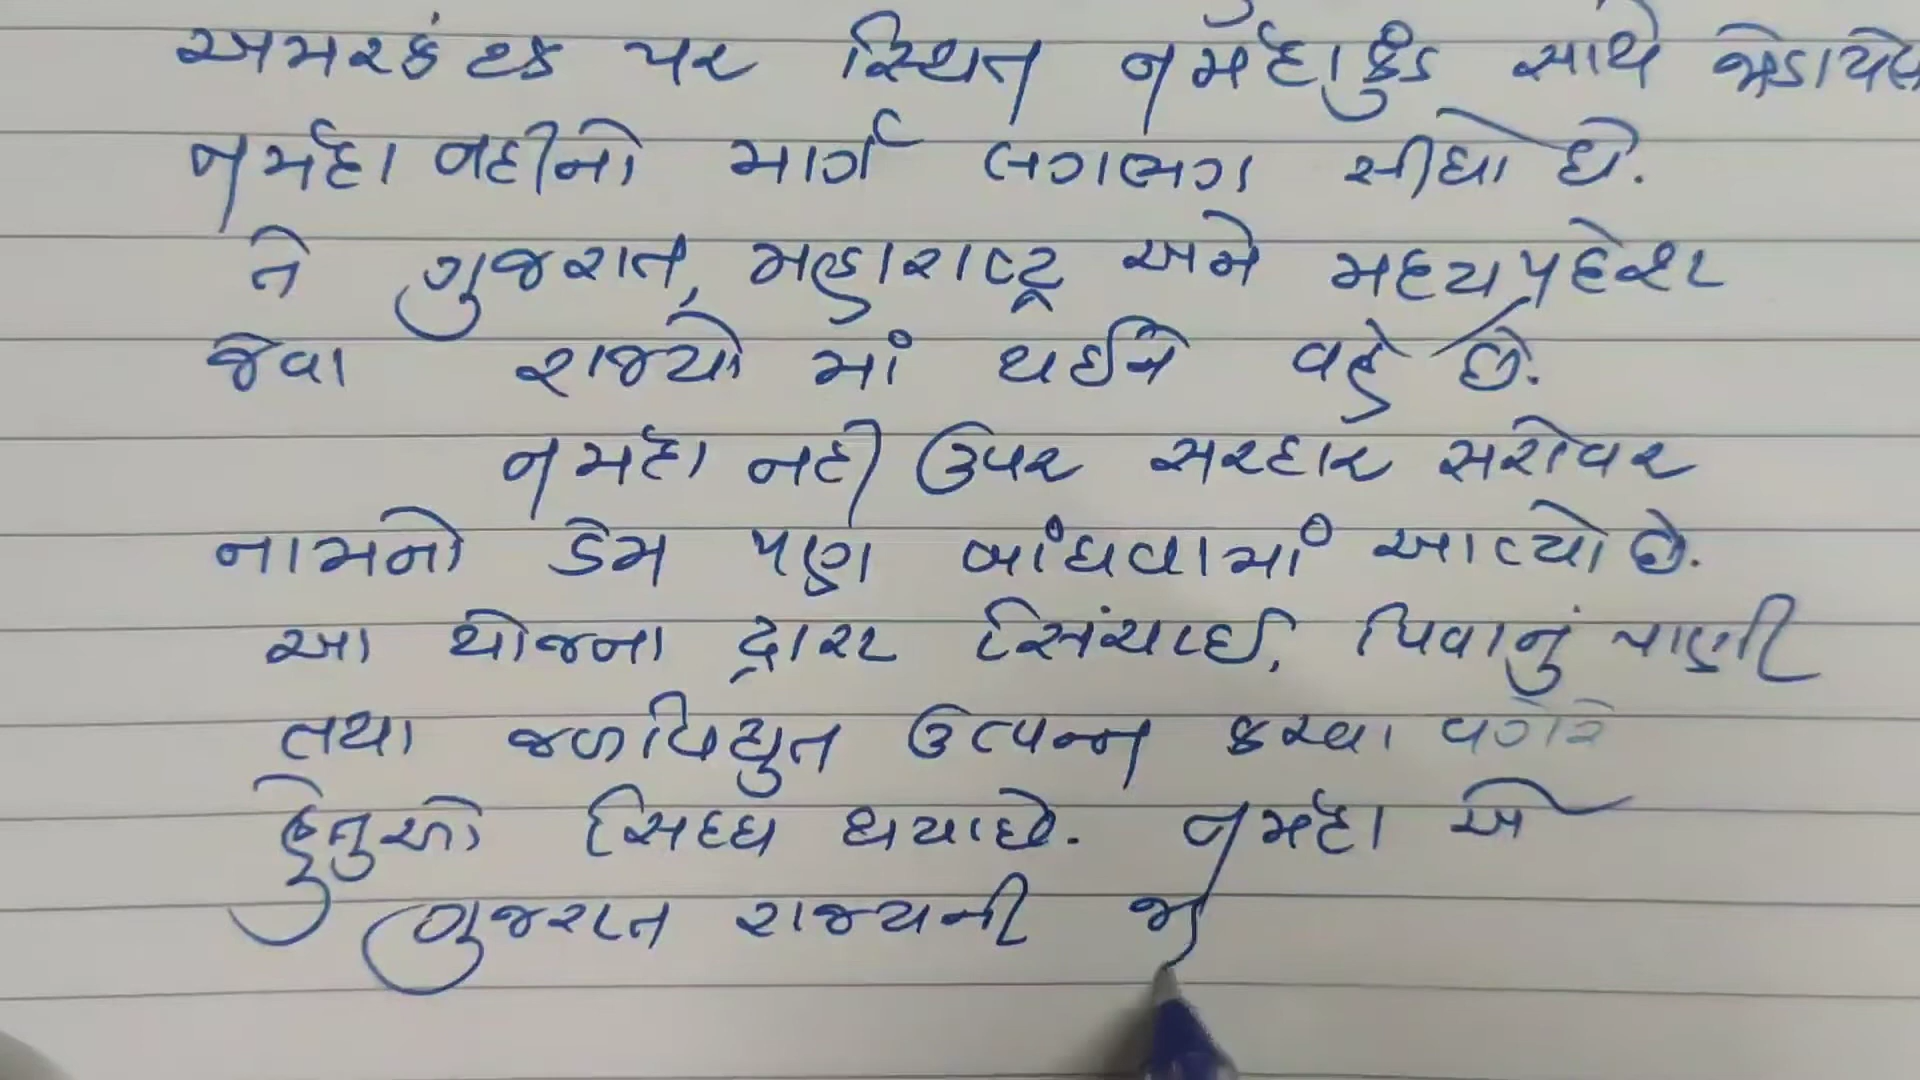 અમરકંટક પર સ્થિત નર્મદાકુંડ સાથે જોડાયેલ
નર્મદા નદીનો માર્ગ લગભગ સીધો છે.
તે ગુજરાત, મહારાષ્ટ્ર અને મધ્યપ્રદેશ
જેવા રાજ્યો માં થઈને વહે છે.
નર્મદા નદી ઉપર સરદાર સરોવર
નામનો ડેમ પણ બાંધવામાં આવ્યો છે.
આ યોજના દ્વારા સિંચાઈ, પિવાનું પાણી
તથા જળવિદ્યુત ઉત્પન્ન કરવા વગેરે
હેતુઓ સિધ્ધ થયા છે. નર્મદા એ
ગુજરાત રાજ્યની જી